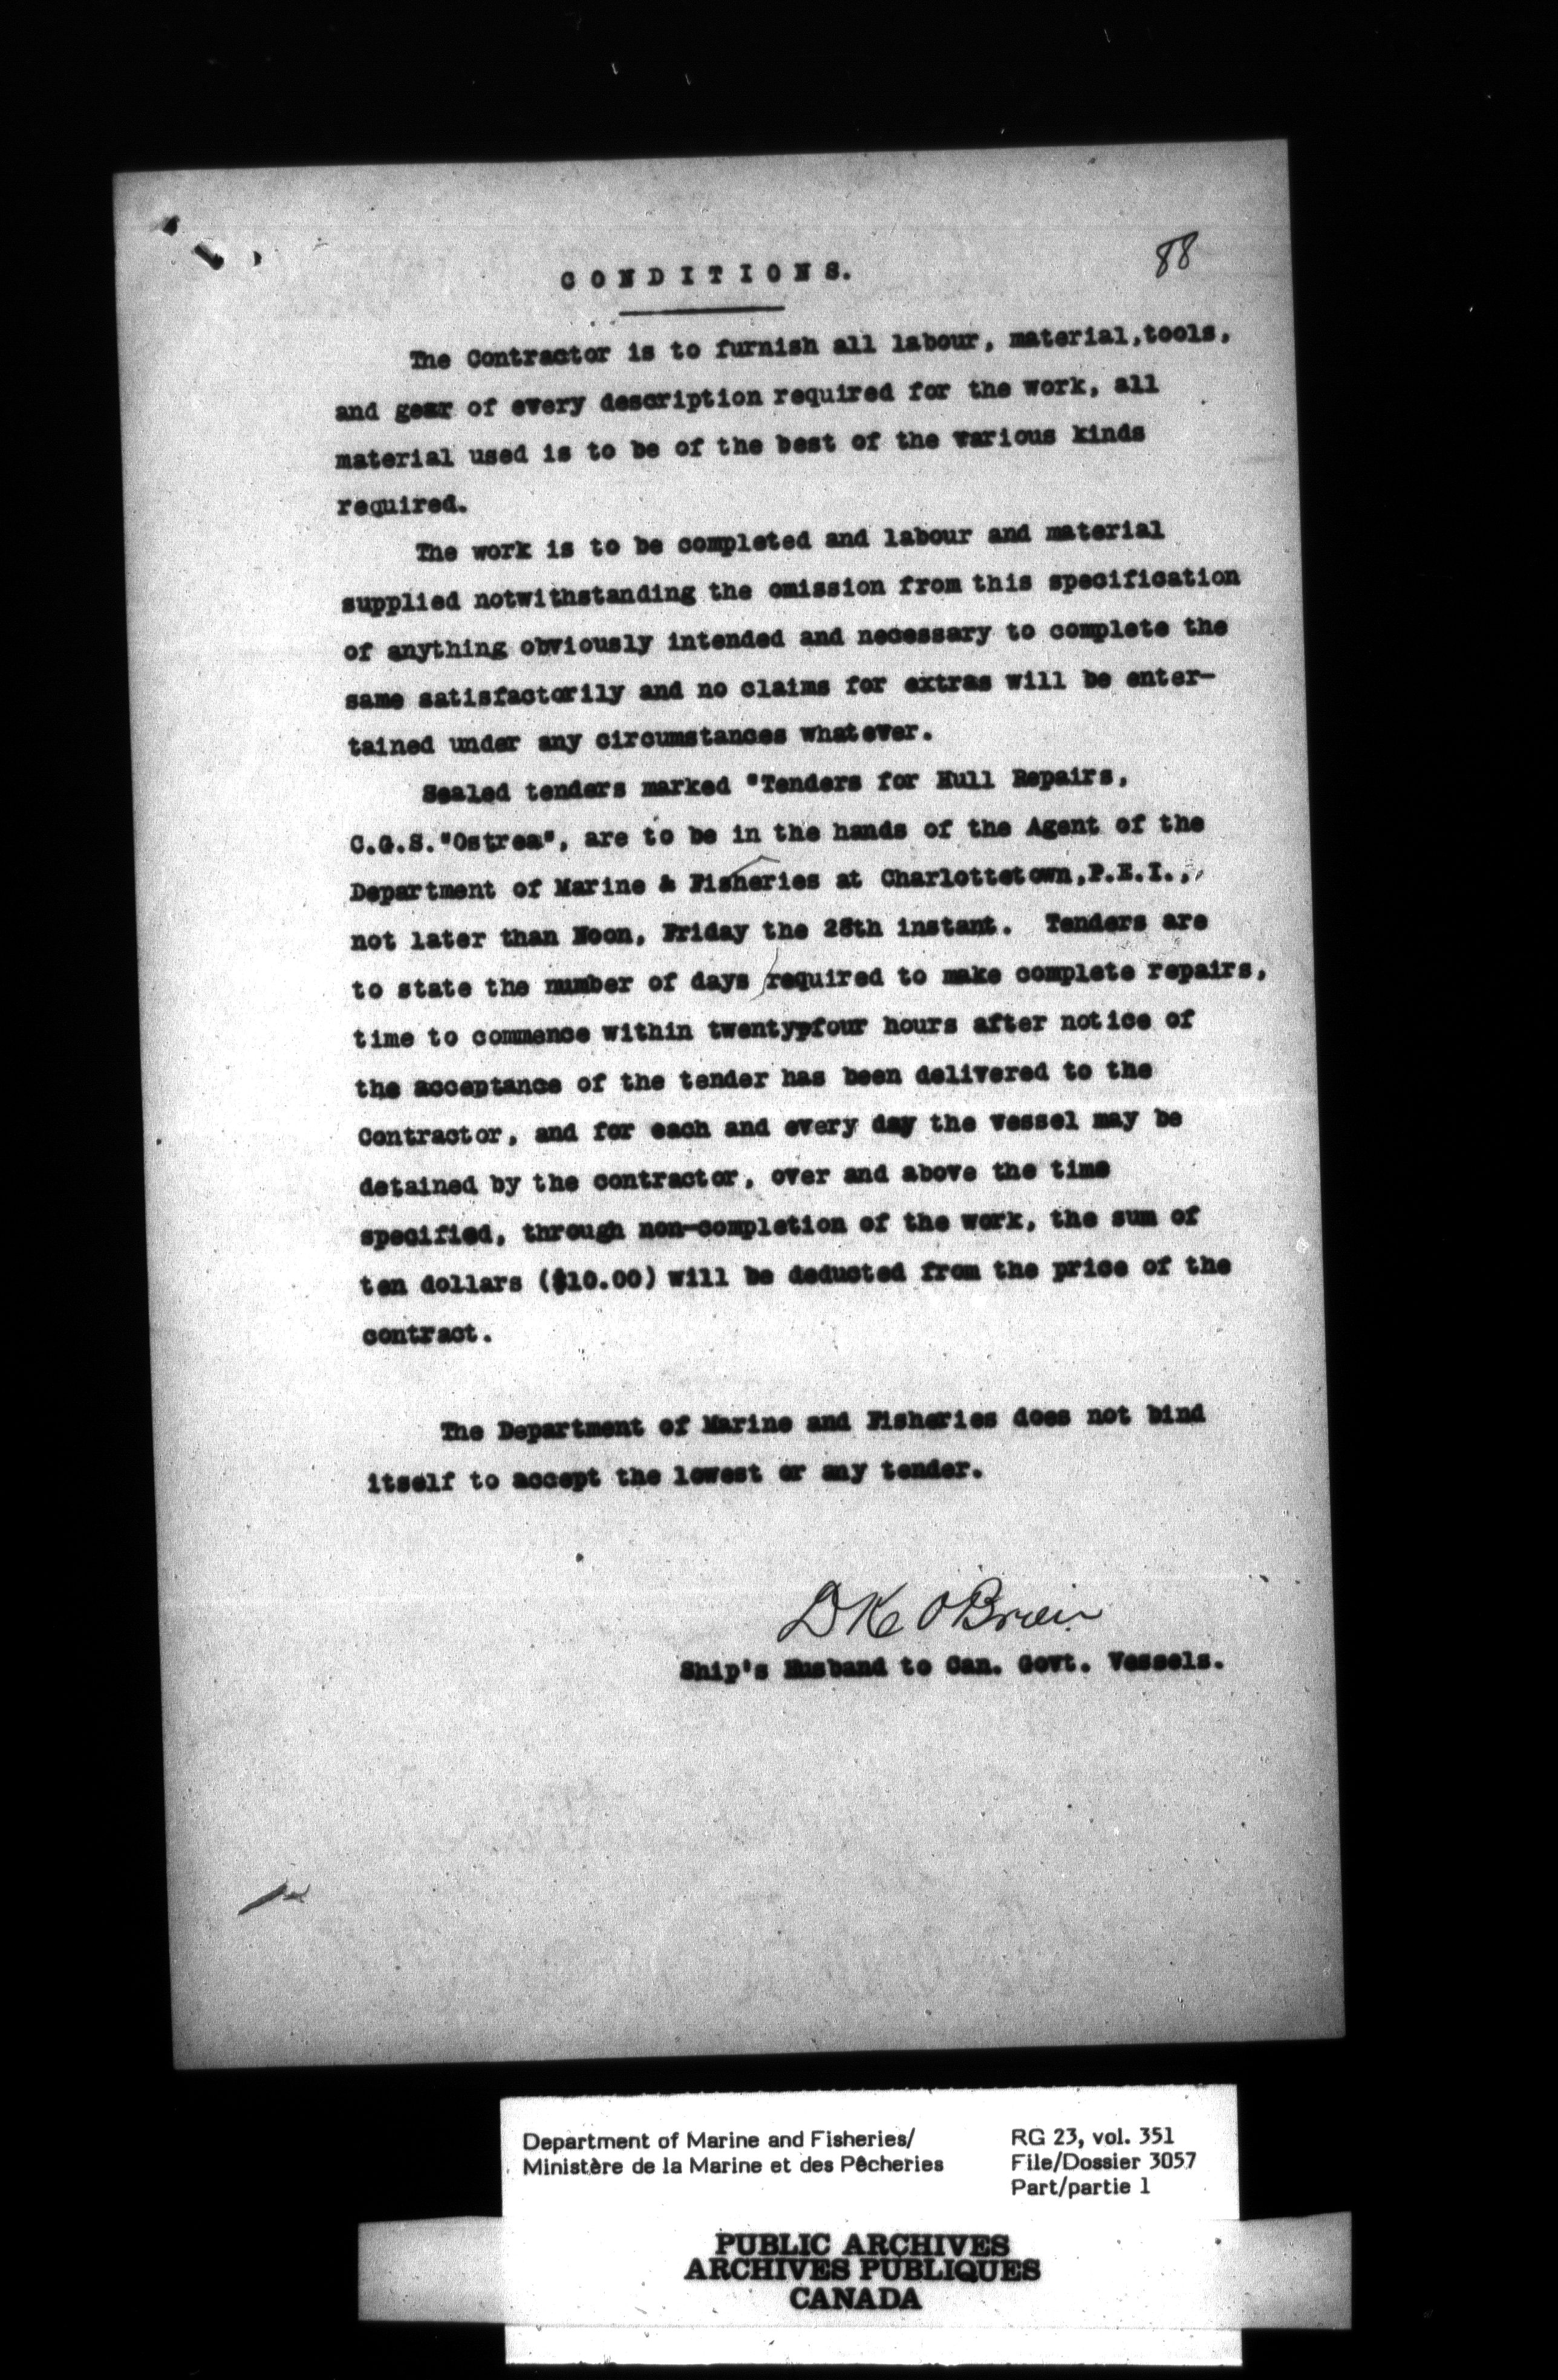 88
CONDITIONS.
The Contractor is to furnish all labour, material,tools,
and gear of every description required for the work, all
material used is to be of the best of the various kinds
required.
The work is to be completed and labour and material
supplied notwithstanding the omission from this specification
of anything obviously intended and necessary to complete the
same satisfactorily and no claims for extras will be enter-
tained under any circumstances whatever.
Sealed tenders marked "Tenders for Hull Repairs,
C.G.S."Ostrea", are to be in the hands of the Agent of the
Department of Marine & Fisheries at Charlottetown,P.E.I.,
not later than Noon, Friday the 28th instant. Tenders are
to state the number of days required to make complete repairs,
time to commence within twentypfour hours after notice of
the acceptance of the tender has been delivered to the
Contractor, and for each and every day the vessel may be
detained by the contractor, over and above the time
specified, through non-completion of the work, the sum of
ten dollars ($10.00) will be deducted from the price of the
contract.
The Department of Marine and Fisheries does not bind
itself to accept the lowest or any tender.
DK OBrien
Ship's Husband to Can. Govt. Vessels.
Department of Marine and Fisheries/
Ministère de la Marine et des Pêcheries
RG 23, vol. 351
File/Dossier 3057
Part/partie 1
PUBLIC ARCHIVES
ARCHIVES PUBLIQUES
CANADA